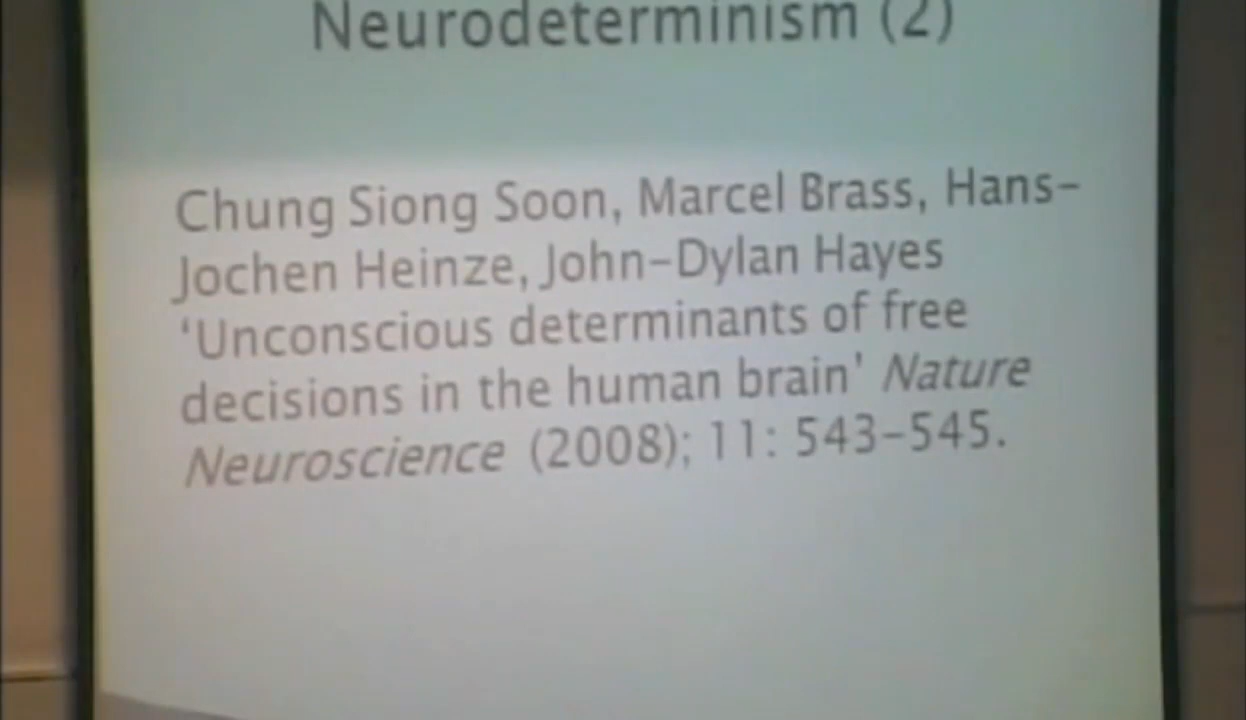 Neurodeterminism (2)
Chung Siong Soon, Marcel Brass, Hans-
Jochen Heinze, John-Dylan Hayes
‘Unconscious determinants of free
decisions in the human brain’ Nature
Neuroscience (2008); 11: 543-545.